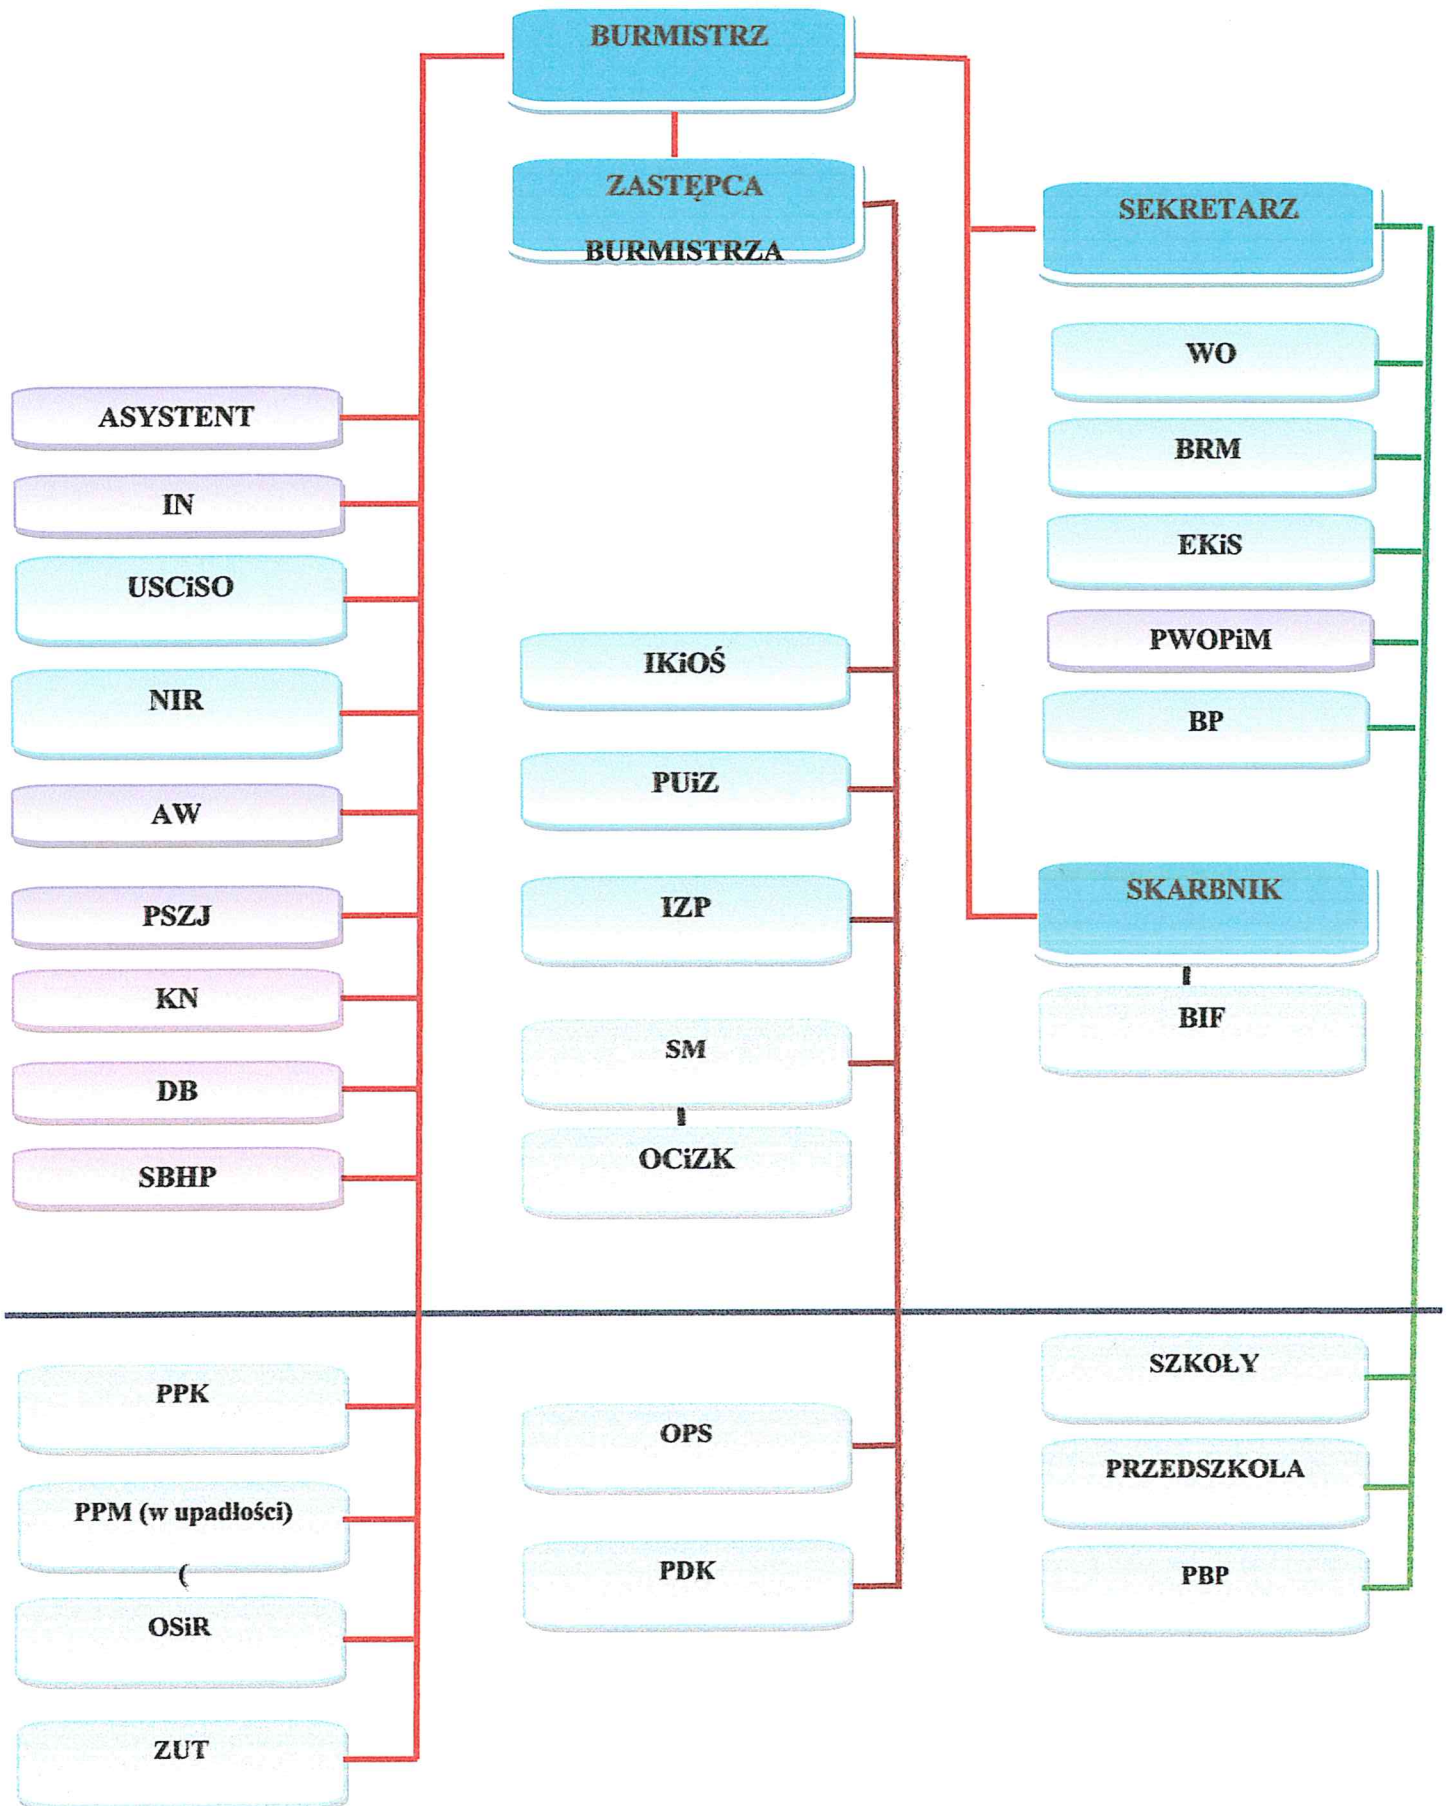 BURMISTRZ
ZASTĘPCA
BURMISTRZA
SEKRETARZ
WO
BRM
EKiS
PWOPiM
BP
SKARBNIK
BIF
ASYSTENT
IN
USCiSO
NIR
AW
PSZJ
KN
DB
SBHP
IKiOŚ
PUiZ
IZP
SM
OCiZK
PPK
PPM (w upadłości)
(
OSiR
ZUT
OPS
PDK
SZKOŁY
PRZEDSZKOLA
PBP